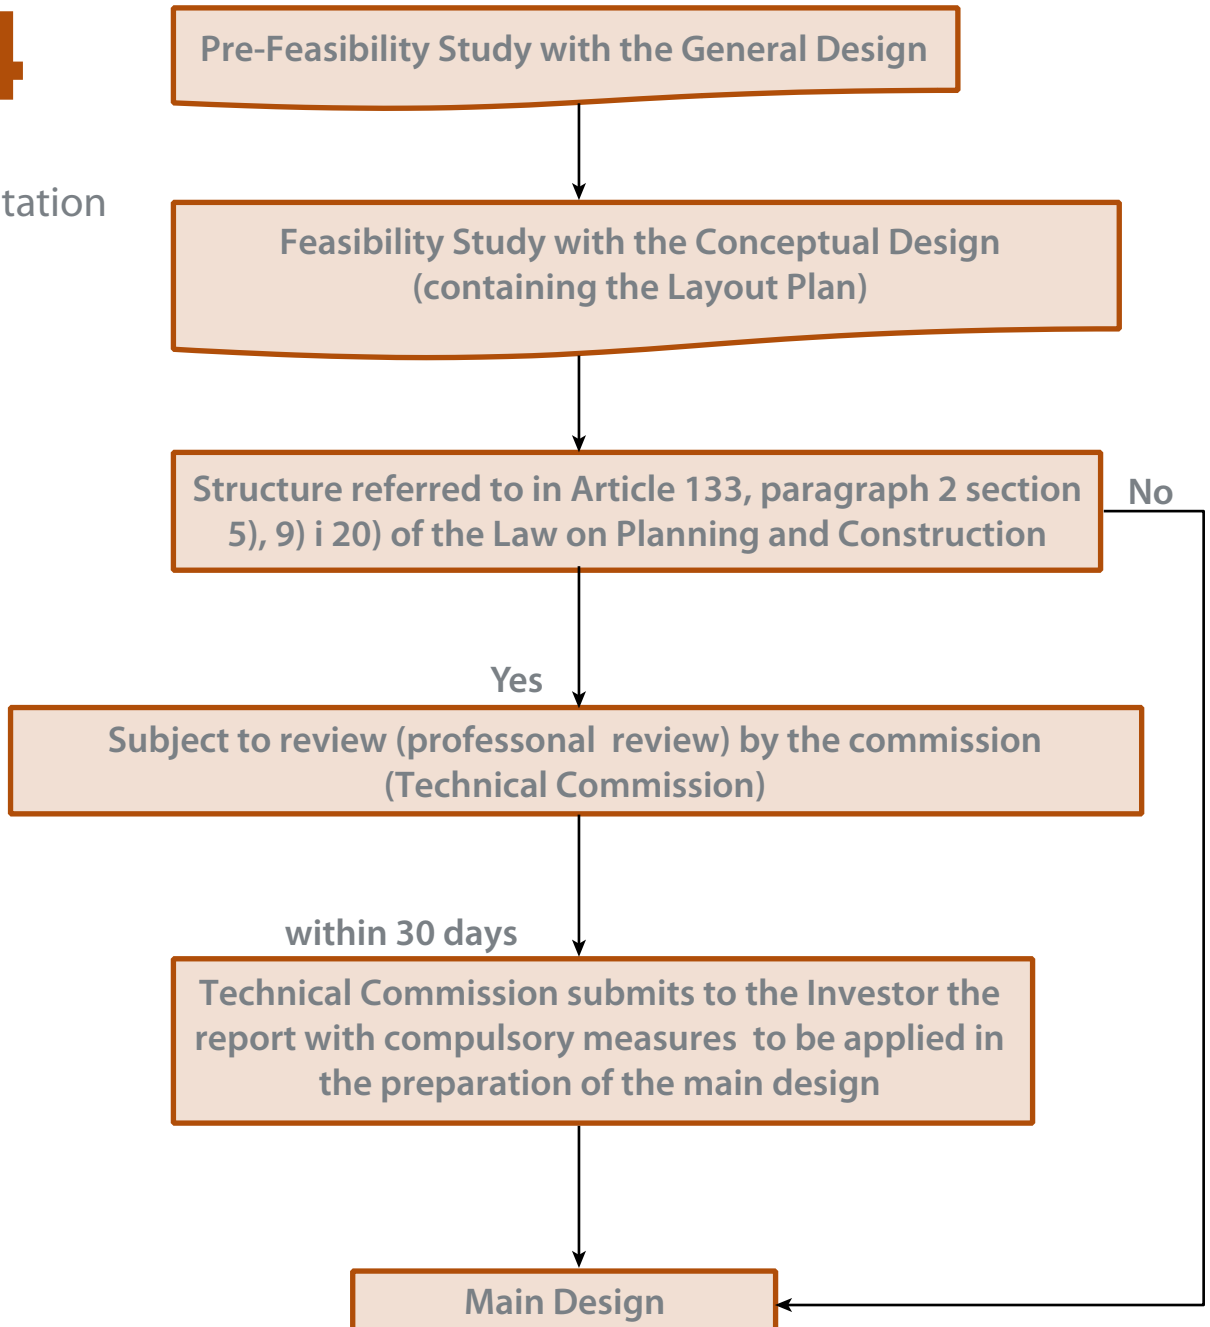 4
Pre-Feasibility Study with the General Design
tation
Feasibility Study with the Conceptual Design
(containing the Layout Plan)
Structure referred to in Article 133, paragraph 2 section
5), 9) i 20) of the Law on Planning and Construction
No
Yes
Subject to review (professonal  review) by the commission
(Technical Commission)
within 30 days
Technical Commission submits to the Investor the
report with compulsory measures  to be applied in
the preparation of the main design
Main Design